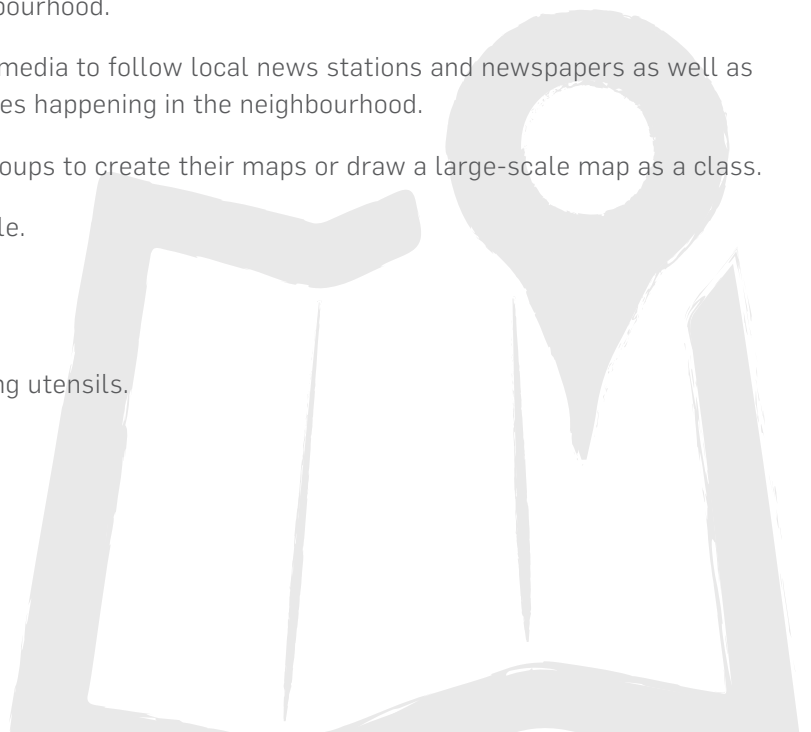 bourhood.
media to follow local news stations and newspapers as well as
es happening in the neighbourhood.
oups to create their maps or draw a large-scale map as a class.
le.
ng utensils.